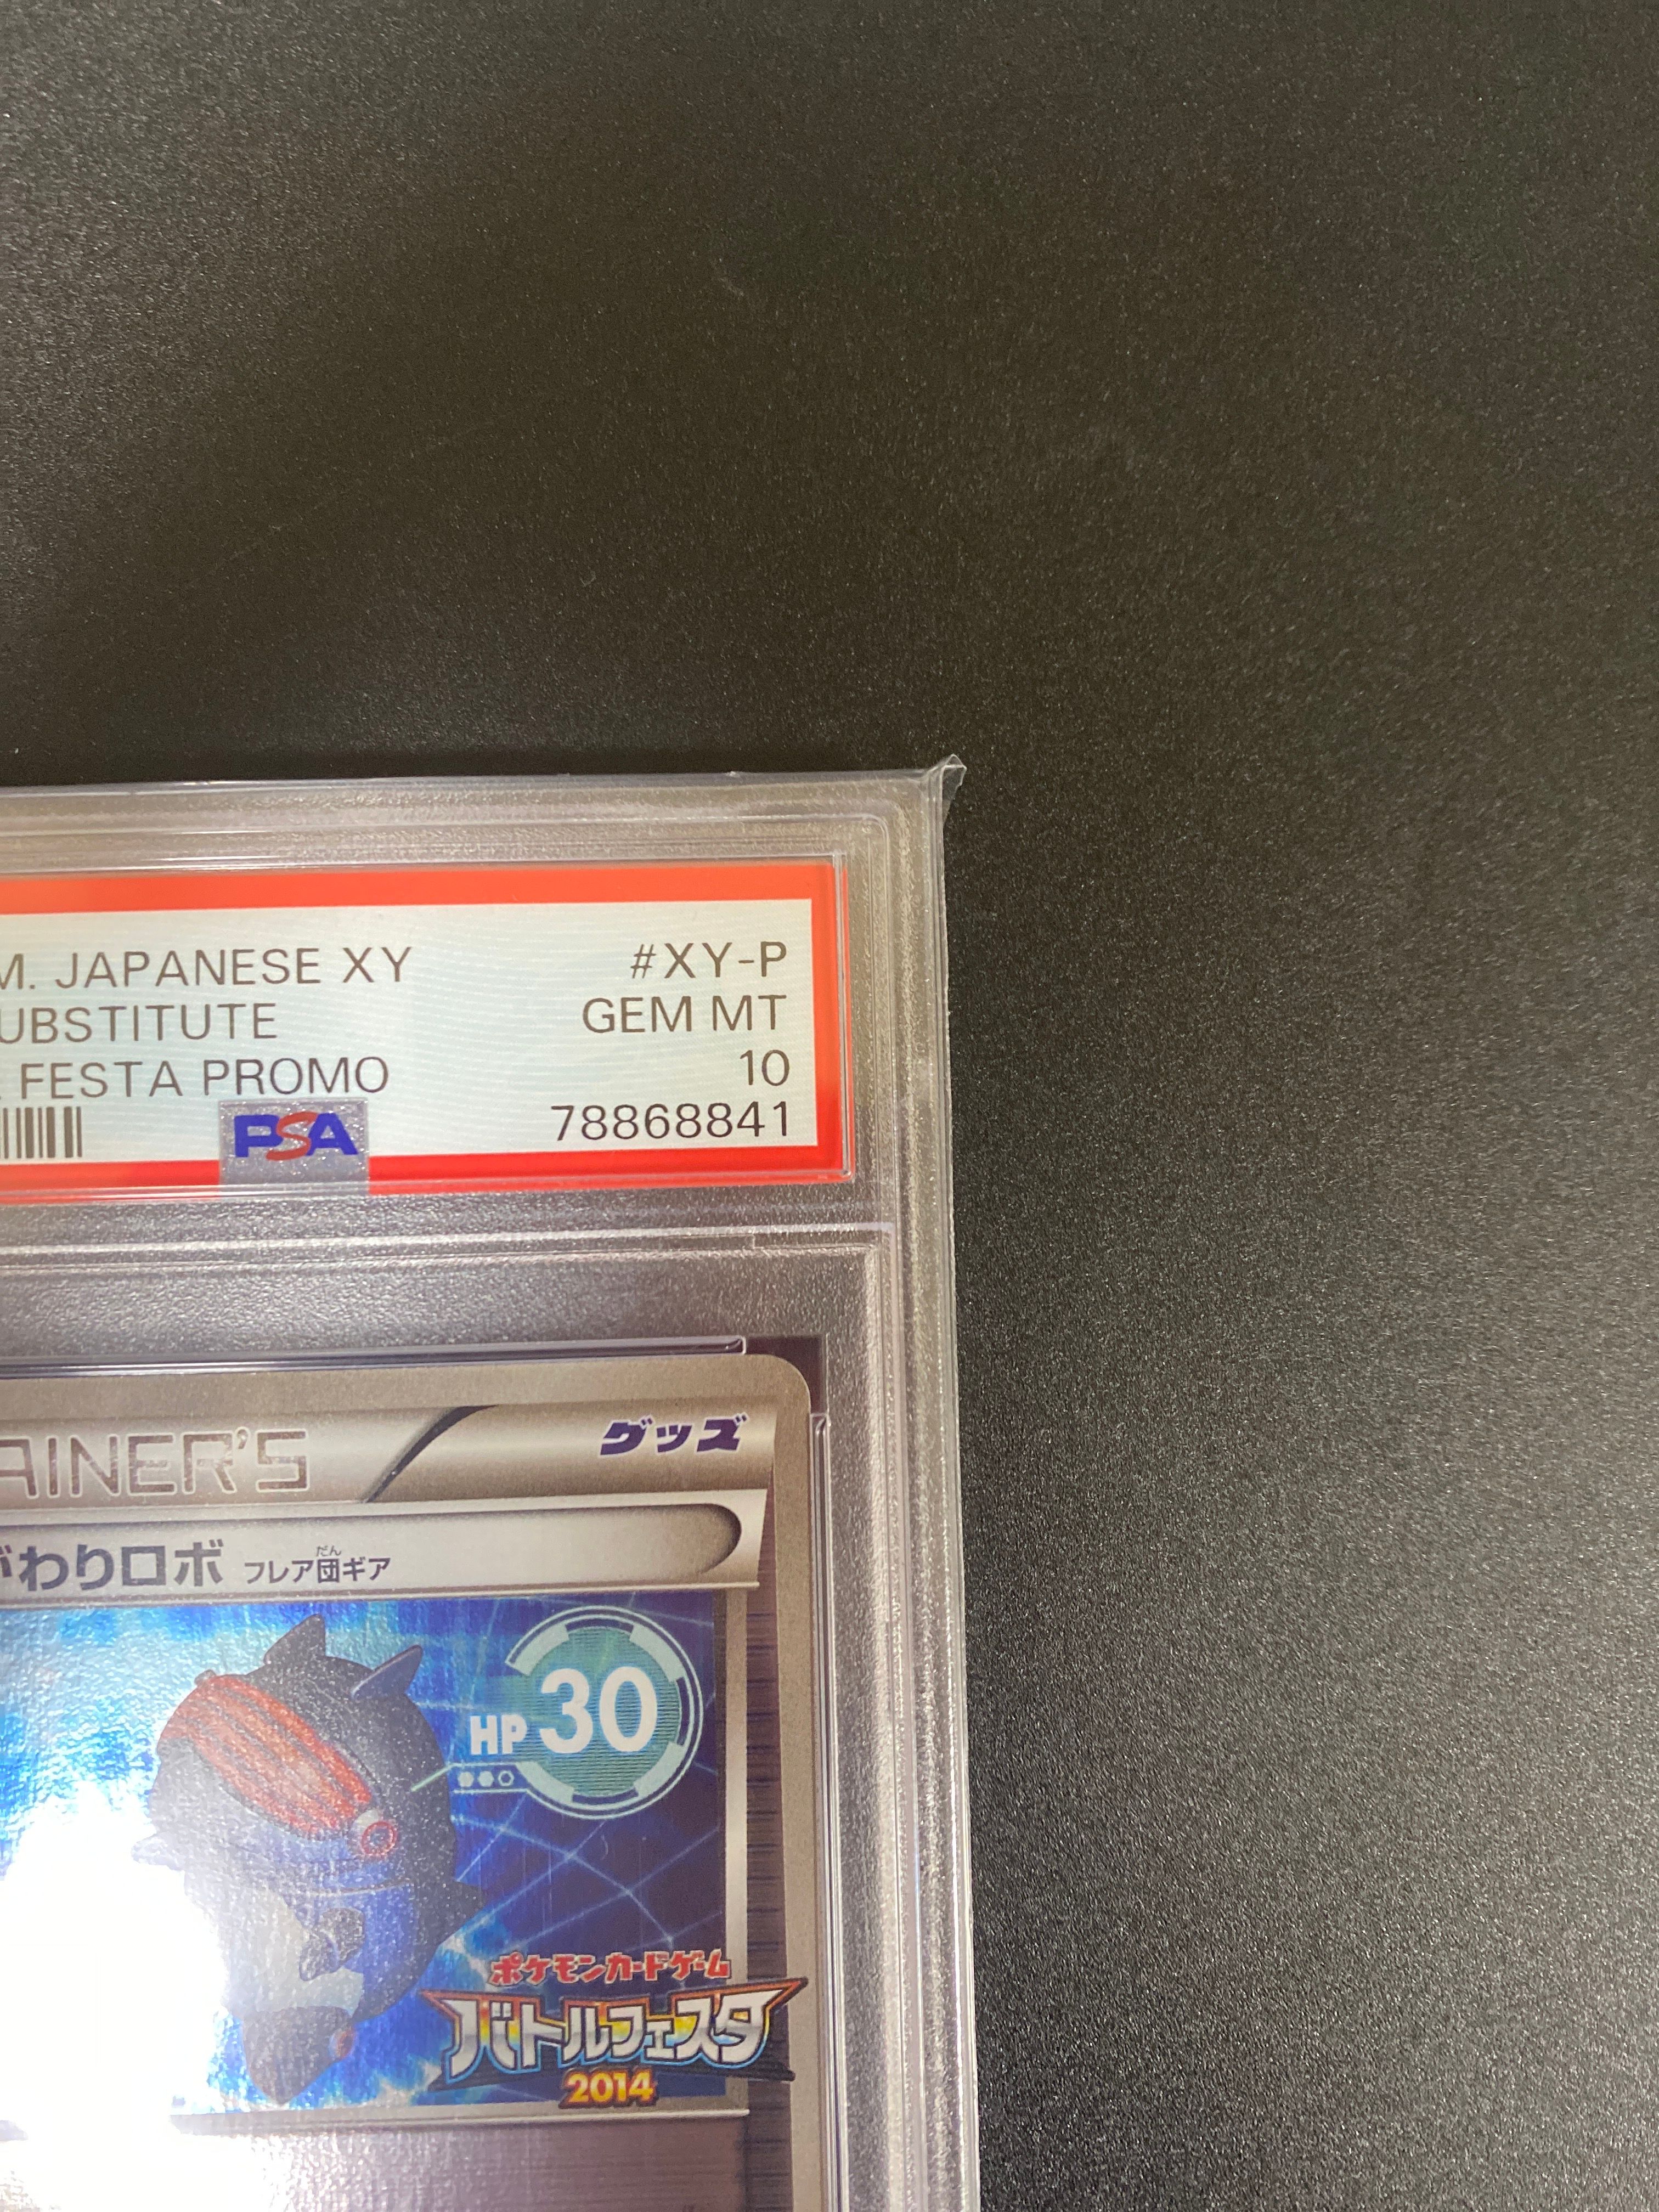 M. JAPANESE XY #XY-P
UBSTITUTE GEM MT
FESTA PROMO 10
PSA 78868841
AINER'S グッズ
がわりロボ フレア団ギア
だん
HP 30
ポケモンカードゲーム
バトルフェスタ
2014